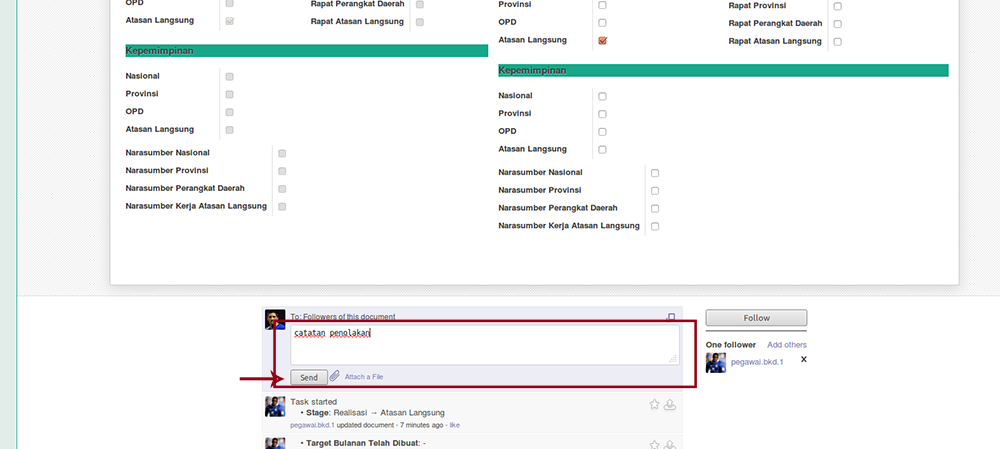 OPD
Atasan Langsung
Rapat Perangkat Daerah
Rapat Atasan Langsung
Kepemimpinan
Nasional
Provinsi
OPD
Atasan Langsung
Narasumber Nasional
Narasumber Provinsi
Narasumber Perangkat Daerah
Narasumber Kerja Atasan Langsung
Provinsi
OPD
Atasan Langsung
Rapat Provinsi
Rapat Perangkat Daerah
Rapat Atasan Langsung
Kepemimpinan
Nasional
Provinsi
OPD
Atasan Langsung
Narasumber Nasional
Narasumber Provinsi
Narasumber Perangkat Daerah
Narasumber Kerja Atasan Langsung
To: Followers of this document
catatan penolakan
Send Attach a File
Task started
• Stage: Realisasi → Atasan Langsung
pegawai.bkd.1 updated document - 7 minutes ago - like
• Target Bulanan Telah Dibuat: -
Follow
One follower Add others
pegawai.bkd.1 X